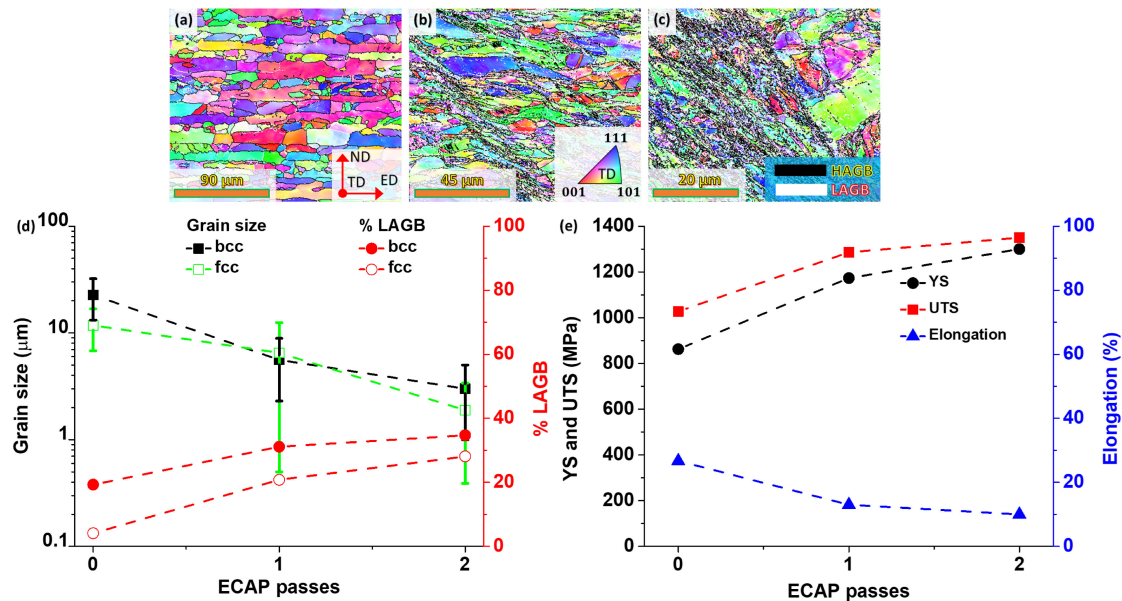 (a)
ND
TD
ED
90 µm
(b)
111
TD
001
101
45 µm
(c)
HAGB
LAGB
20 µm
(d)
Grain size
% LAGB
bcc
bcc
fcc
fcc
100
10
1
0.1
Grain size (µm)
100
80
60
40
20
0
% LAGB
0
1
2
ECAP passes
(e)
YS
UTS
Elongation
1400
1200
1000
800
600
400
200
0
YS and UTS (MPa)
100
80
60
40
20
0
Elongation (%)
0
1
2
ECAP passes